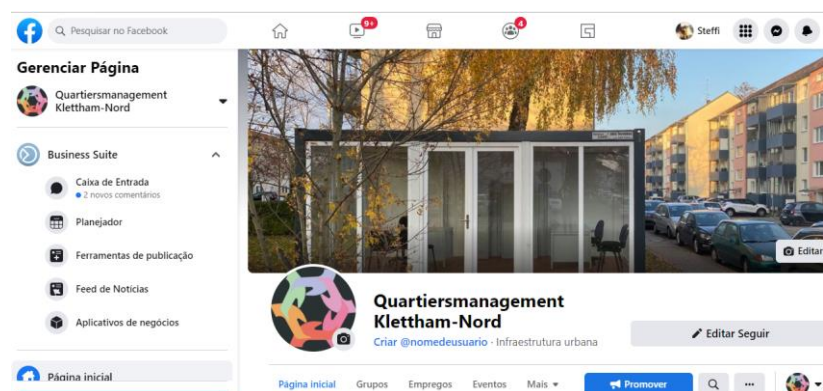 Pesquisar no Facebook
9+
4
Steffi
Gerenciar Página
Quartiersmanagement
Klettham-Nord
Business Suite
Caixa de Entrada
2 novos comentários
Planejador
Ferramentas de publicação
Feed de Notícias
Aplicativos de negócios
Página inicial
Editar
Quartiersmanagement
Klettham-Nord
Criar @nomedeusuario · Infraestrutura urbana
Editar Seguir
Página inicial Grupos Empregos Eventos Mais
Promover